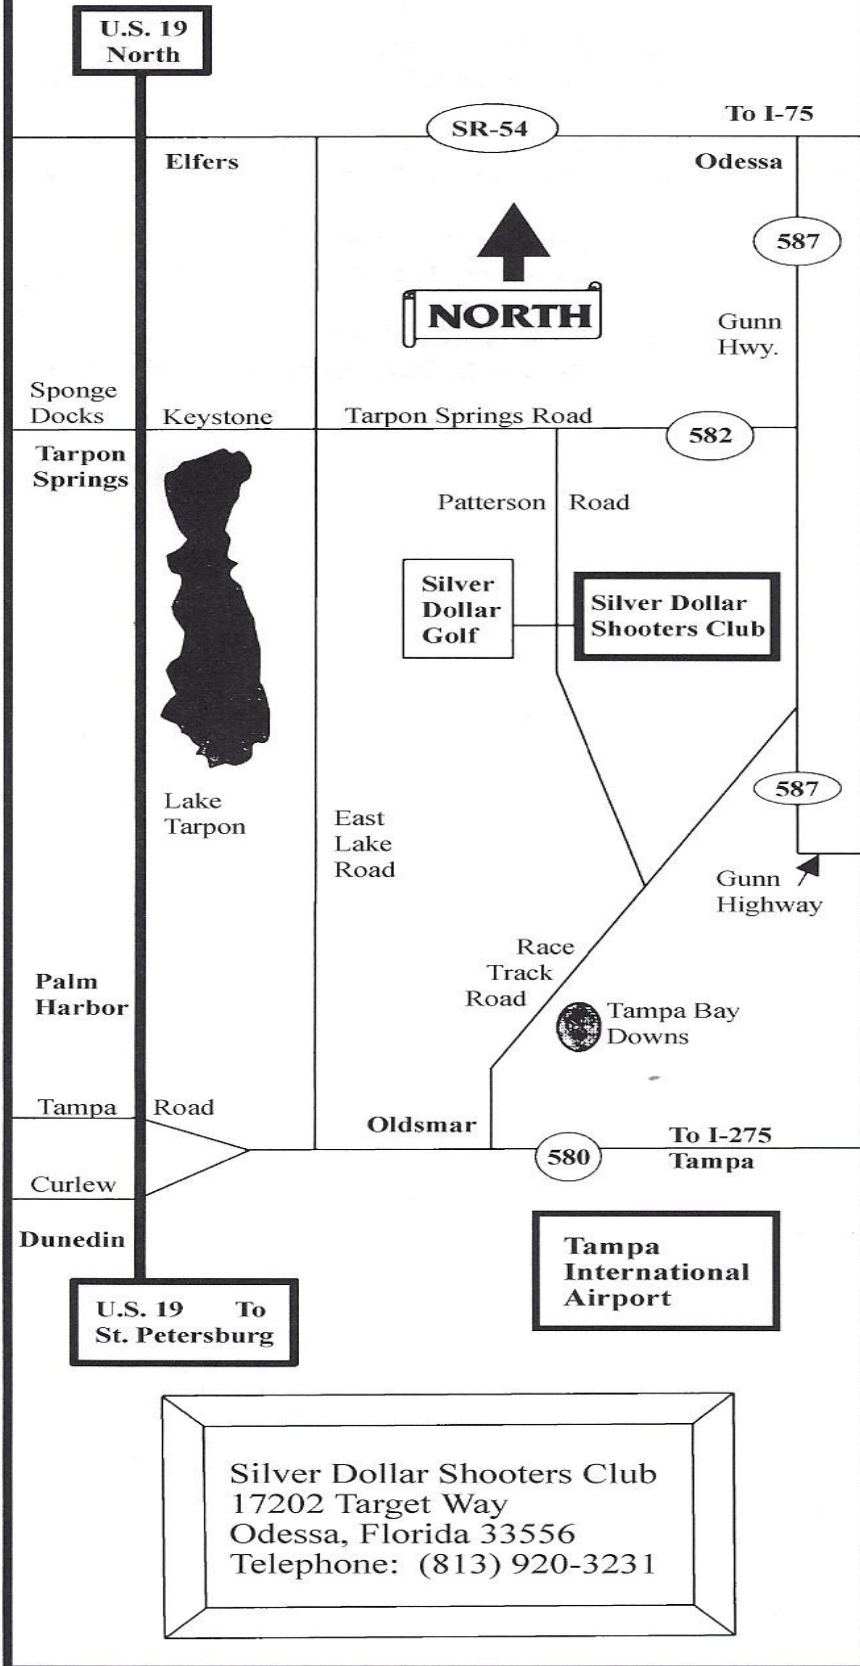 U.S. 19
North
To I-75
SR-54
Elfers
Odessa
587
NORTH
Gunn
Hwy.
Sponge
Docks
Keystone
Tarpon Springs Road
582
Tarpon
Springs
Patterson Road
Silver
Dollar
Golf
Silver Dollar
Shooters Club
587
Lake
Tarpon
East
Lake
Road
Gunn
Highway
Race
Track
Road
Palm
Harbor
Tampa Bay
Downs
Tampa Road
Oldsmar
To I-275
Tampa
580
Curlew
Dunedin
Tampa
International
Airport
U.S. 19 To
St. Petersburg
Silver Dollar Shooters Club
17202 Target Way
Odessa, Florida 33556
Telephone: (813) 920-3231